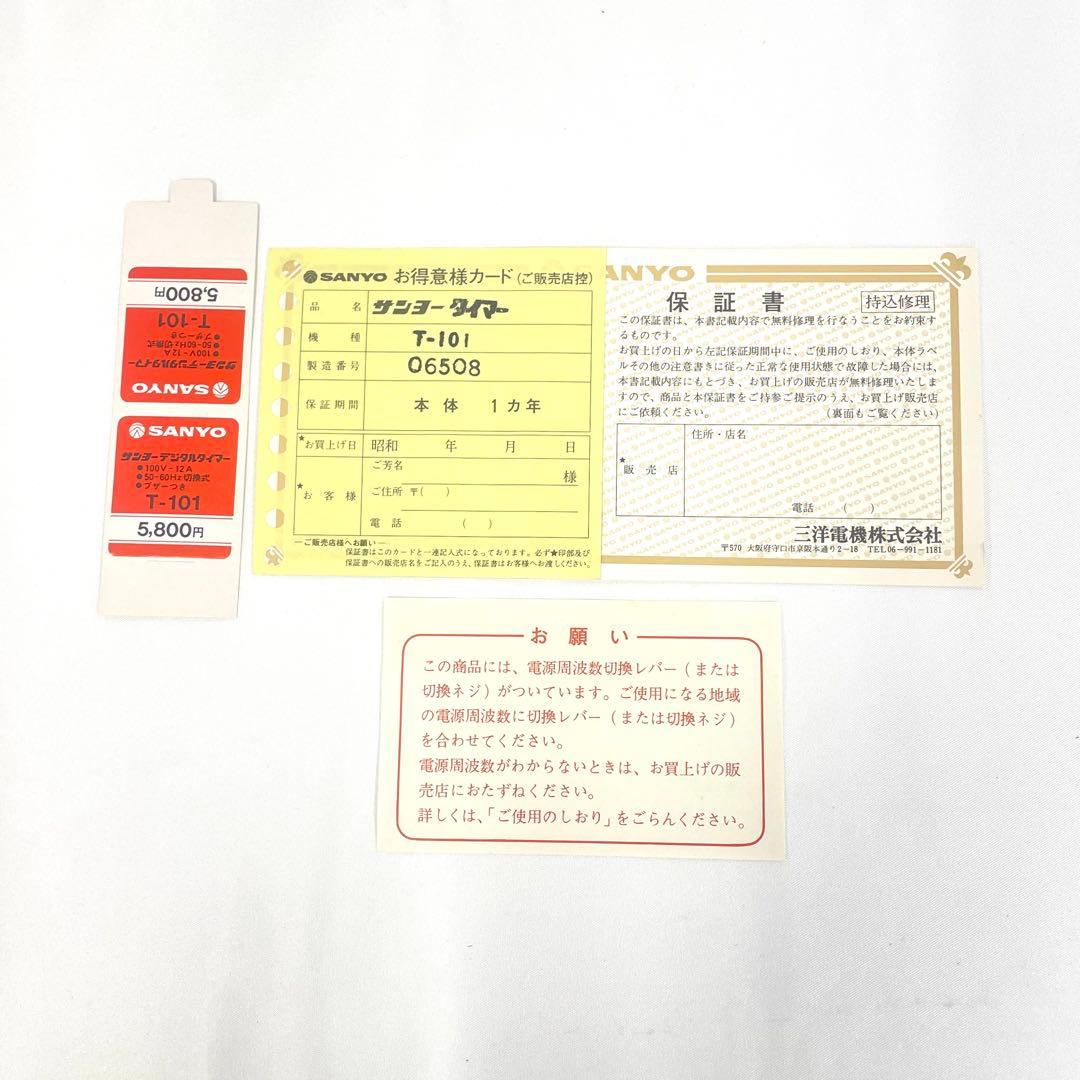 5,800円
T-101
●ブザーつき
●50-60Hz切換式
●100V-12A
サンヨーデジタルタイマー
SANYO
SANYO
サンヨーデジタルタイマー
●100V-12A
●50-60Hz切換式
●ブザーつき
T-101
5,800円
SANYO お得意様カード(ご販売店控)
品名 サンヨータイマー
機種 T-101
製造番号 06508
保証期間 本体 1カ年
★お買上げ日 昭和 年 月 日
★お客様 ご芳名 様
ご住所 〒( )
電話 ( )
ご販売店様へお願い
保証書はこのカードと一連記入式になっております。必ず★印部及び
保証書への販売店名をご記入のうえ、保証書はお客様へお渡しください。
ANYO
保証書 持込修理
この保証書は、本書記載内容で無料修理を行なうことをお約束す
るものです。
お買上げの日から左記保証期間中に、ご使用のしおり、本体ラベ
ルその他の注意書きに従った正常な使用状態で故障した場合には、
本書記載内容にもとづき、お買上げの販売店が無料修理いたしま
すので、商品と本保証書をご持参ご提示のうえ、お買上げ販売店
にご依頼ください。 (裏面もご覧ください)
★販売店 住所・店名
電話 ( )
三洋電機株式会社
〒570 大阪府守口市京阪本通り2-18 TEL.06-991-1181
お願い
この商品には、電源周波数切換レバー(または
切換ネジ)がついています。ご使用になる地域
の電源周波数に切換レバー(または切換ネジ)
を合わせてください。
電源周波数がわからないときは、お買上げの販
売店におたずねください。
詳しくは、「ご使用のしおり」をごらんください。